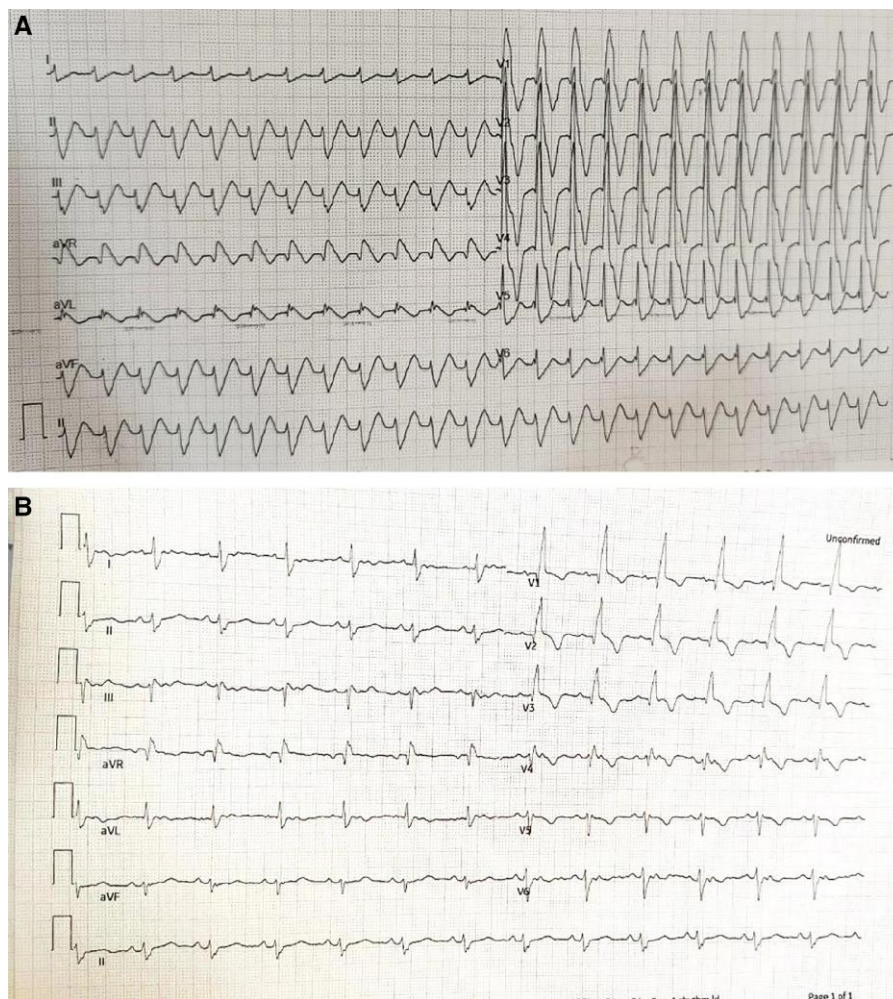 A
I
V1
II
V2
III
V3
aVR
V4
aVL
V5
aVF
V6
II
B
Unconfirmed
I
V1
II
V2
III
V3
aVR
V4
aVL
V5
aVF
V6
II
Page 1 of 1